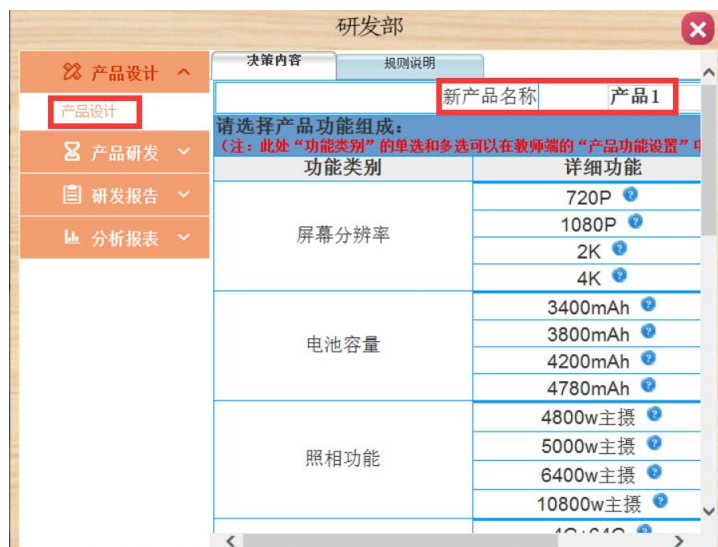 研发部
产品设计
产品设计
产品研发
研发报告
分析报表
决策内容
规则说明
新产品名称 产品1
请选择产品功能组成：
（注：此处“功能类别”的单选和多选可以在教师端的“产品功能设置”中
功能类别 详细功能
屏幕分辨率
720P
1080P
2K
4K
电池容量
3400mAh
3800mAh
4200mAh
4780mAh
照相功能
4800w主摄
5000w主摄
6400w主摄
10800w主摄